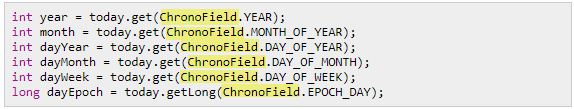 int year = today.get(ChronoField.YEAR);
int month = today.get(ChronoField.MONTH_OF_YEAR);
int dayYear = today.get(ChronoField.DAY_OF_YEAR);
int dayMonth = today.get(ChronoField.DAY_OF_MONTH);
int dayWeek = today.get(ChronoField.DAY_OF_WEEK);
long dayEpoch = today.getLong(ChronoField.EPOCH_DAY);